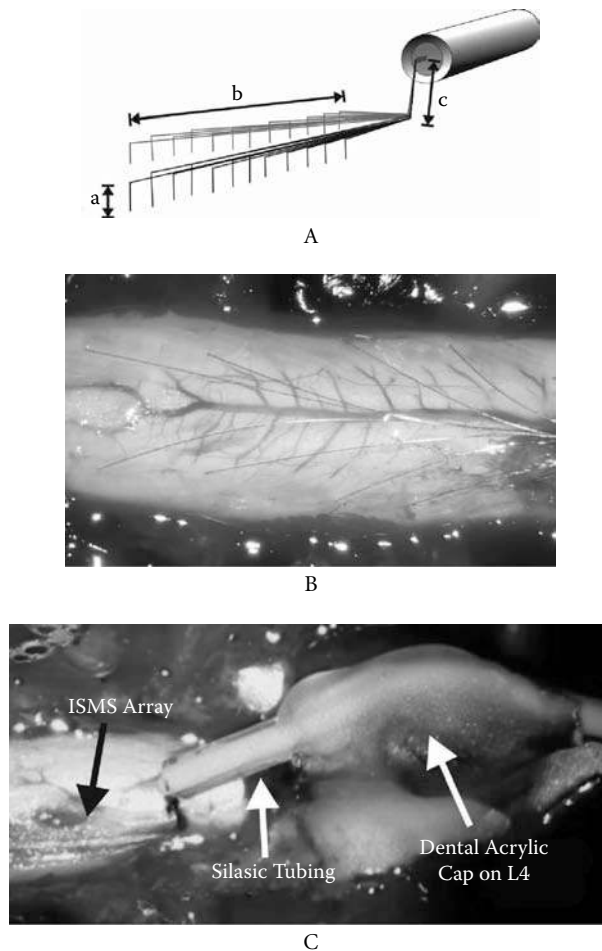 b
c
a
A
B
ISMS Array
Silasic Tubing
Dental Acrylic
Cap on L4
C